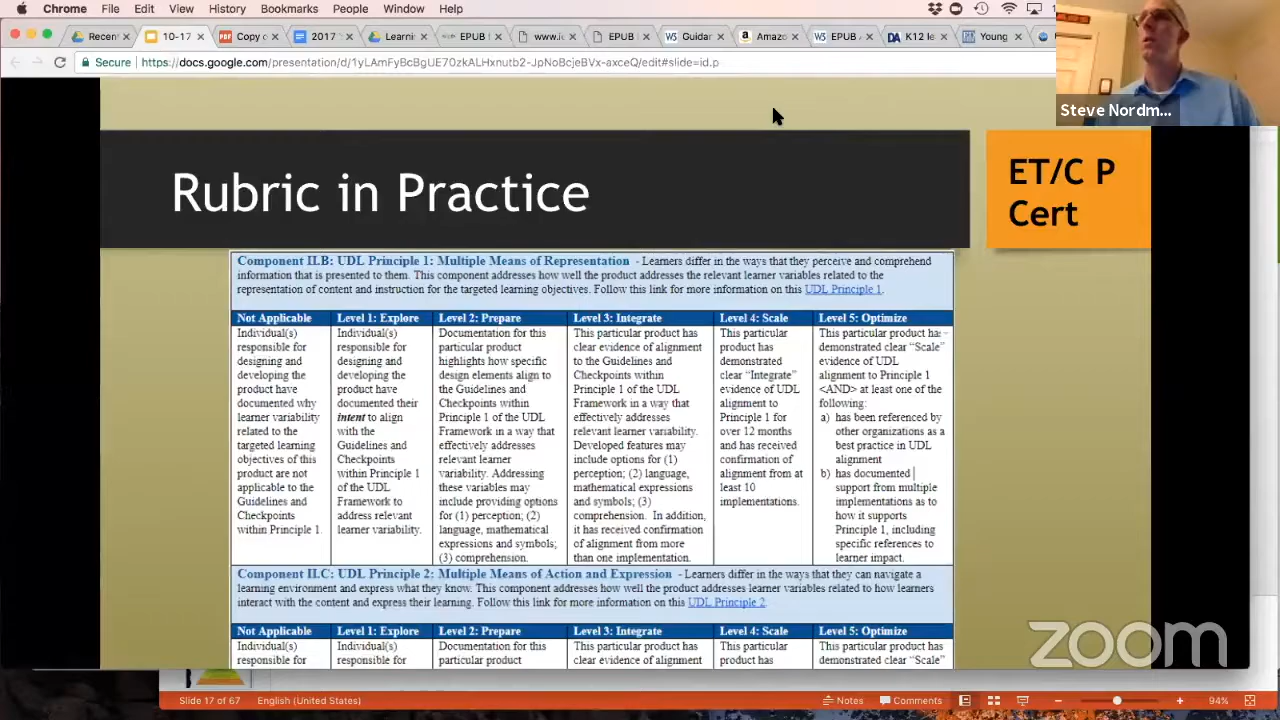 Chrome File Edit View History Bookmarks People Window Help
Recen 10-17 Copy c 2017 Learni EPUB www.i EPUB Guidar Amazo EPUB K12 le Young
Secure https://docs.google.com/presentation/d/1yLAmFyBcBgUE70zkALHxnutb2-JpNoBcjeBVx-axceQ/edit#slide=id.p
Steve Nordm...
Rubric in Practice
ET/C P
Cert
Component II.B: UDL Principle 1: Multiple Means of Representation - Learners differ in the ways that they perceive and comprehend
information that is presented to them. This component addresses how well the product addresses the relevant learner variables related to the
representation of content and instruction for the targeted learning objectives. Follow this link for more information on this UDL Principle 1.
Not Applicable
Individual(s)
responsible for
designing and
developing the
product have
documented why
learner variability
related to the
targeted learning
objectives of this
product are not
applicable to the
Guidelines and
Checkpoints
within Principle 1.
Level 1: Explore
Individual(s)
responsible for
designing and
developing the
product have
documented their
intent to align
with the
Guidelines and
Checkpoints
within Principle 1
of the UDL
Framework to
address relevant
learner variability.
Level 2: Prepare
Documentation for this
particular product
highlights how specific
design elements align to
the Guidelines and
Checkpoints within
Principle 1 of the UDL
Framework in a way that
effectively addresses
relevant learner
variability. Addressing
these variables may
include providing options
for (1) perception; (2)
language, mathematical
expressions and symbols;
(3) comprehension.
Level 3: Integrate
This particular product has
clear evidence of alignment
to the Guidelines and
Checkpoints within
Principle 1 of the UDL
Framework in a way that
effectively addresses
relevant learner variability.
Developed features may
include options for (1)
perception; (2) language,
mathematical expressions
and symbols; (3)
comprehension. In addition,
it has received confirmation
of alignment from more
than one implementation.
Level 4: Scale
This particular
product has
demonstrated
clear “Integrate”
evidence of UDL
alignment to
Principle 1 for
over 12 months
and has received
confirmation of
alignment from at
least 10
implementations.
Level 5: Optimize
This particular product has
demonstrated clear “Scale”
evidence of UDL
alignment to Principle 1
<AND> at least one of the
following:
a) has been referenced by
other organizations as a
best practice in UDL
alignment
b) has documented
support from multiple
implementations as to
how it supports
Principle 1, including
specific references to
learner impact.
Component II.C: UDL Principle 2: Multiple Means of Action and Expression - Learners differ in the ways that they can navigate a
learning environment and express what they know. This component addresses how well the product addresses learner variables related to how learners
interact with the content and express their learning. Follow this link for more information on this UDL Principle 2.
Not Applicable
Individual(s)
responsible for
Level 1: Explore
Individual(s)
responsible for
Level 2: Prepare
Documentation for this
particular product
Level 3: Integrate
This particular product has
clear evidence of alignment
Level 4: Scale
This particular
product has
Level 5: Optimize
This particular product has
demonstrated clear “Scale”
zoom
Slide 17 of 67 English (United States) Notes Comments 94%